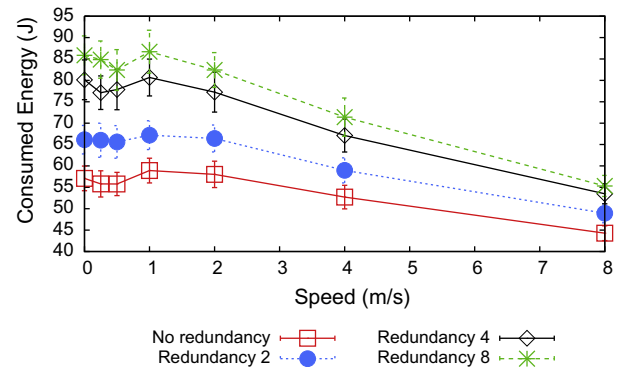 95
90
85
80
75
70
65
60
55
50
45
40
Consumed Energy (J)
0 1 2 3 4 5 6 7 8
Speed (m/s)
No redundancy
Redundancy 2
Redundancy 4
Redundancy 8